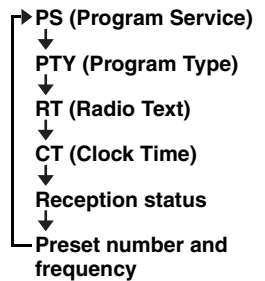 PS (Program Service)
PTY (Program Type)
RT (Radio Text)
CT (Clock Time)
Reception status
Preset number and
frequency